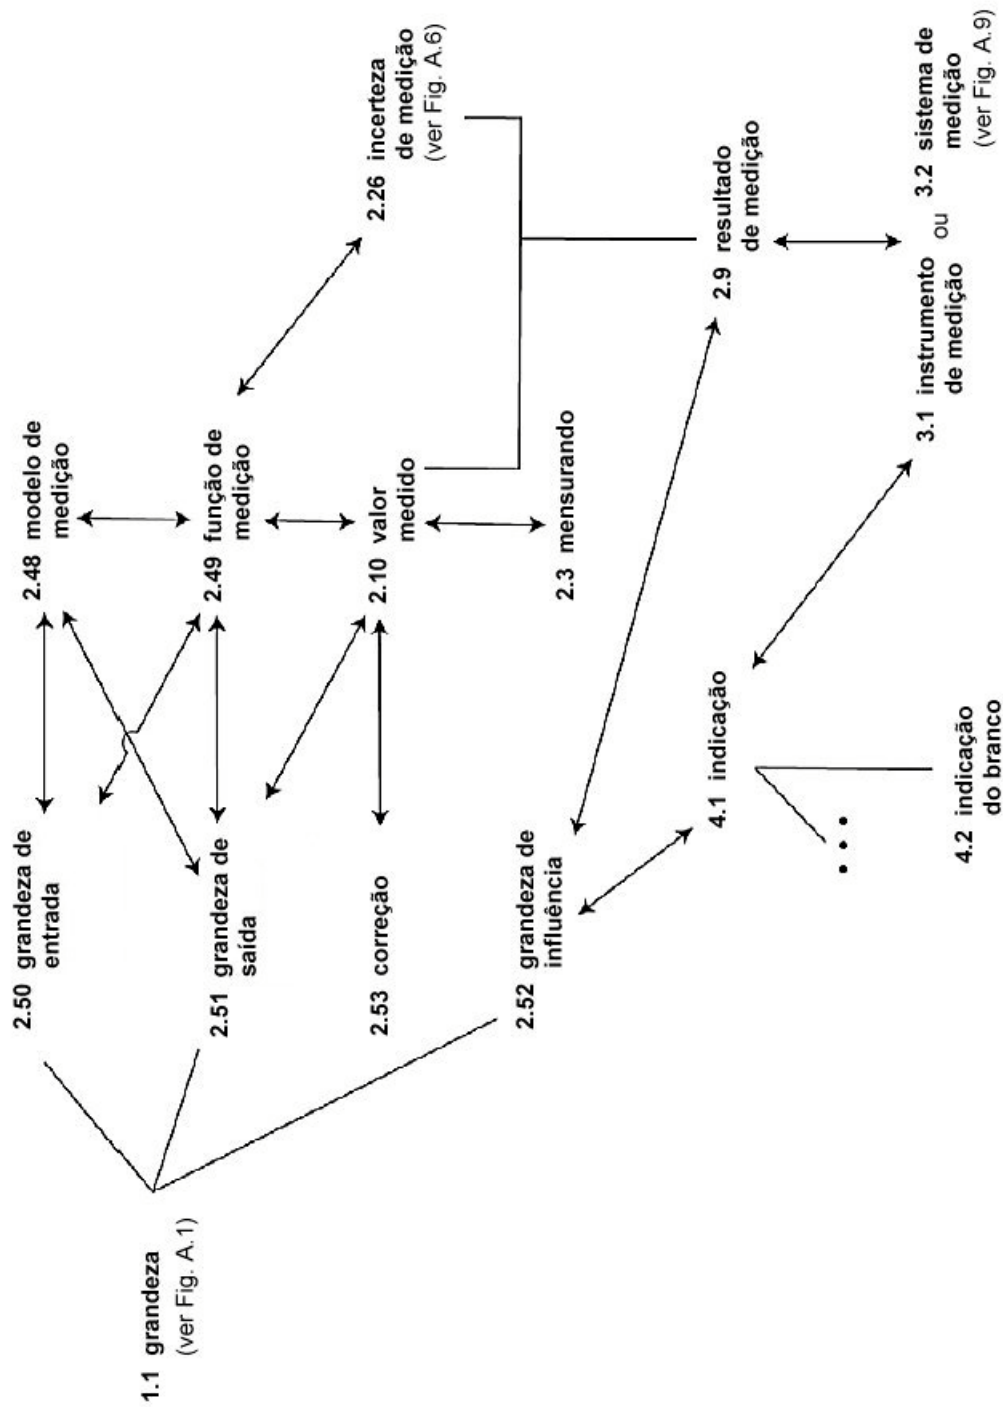 1.1 grandeza
(ver Fig. A.1)
2.50 grandeza de
entrada
2.51 grandeza de
saída
2.53 correção
2.52 grandeza de
influência
2.48 modelo de
medição
2.49 função de
medição
2.10 valor
medido
2.3 mensurando
2.26 incerteza
de medição
(ver Fig. A.6)
2.9 resultado
de medição
4.1 indicação
4.2 indicação
do branco
3.1 instrumento
de medição
ou
3.2 sistema de
medição
(ver Fig. A.9)